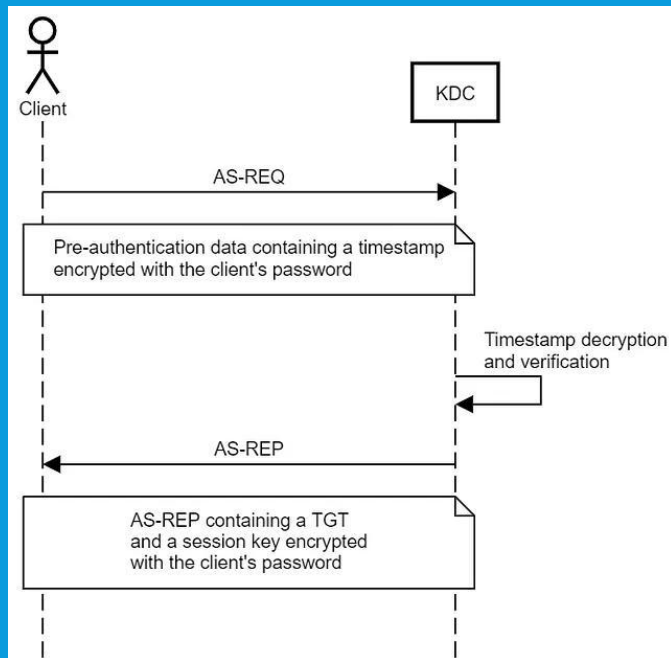 Client
KDC
AS-REQ
Pre-authentication data containing a timestamp
encrypted with the client's password
Timestamp decryption
and verification
AS-REP
AS-REP containing a TGT
and a session key encrypted
with the client's password